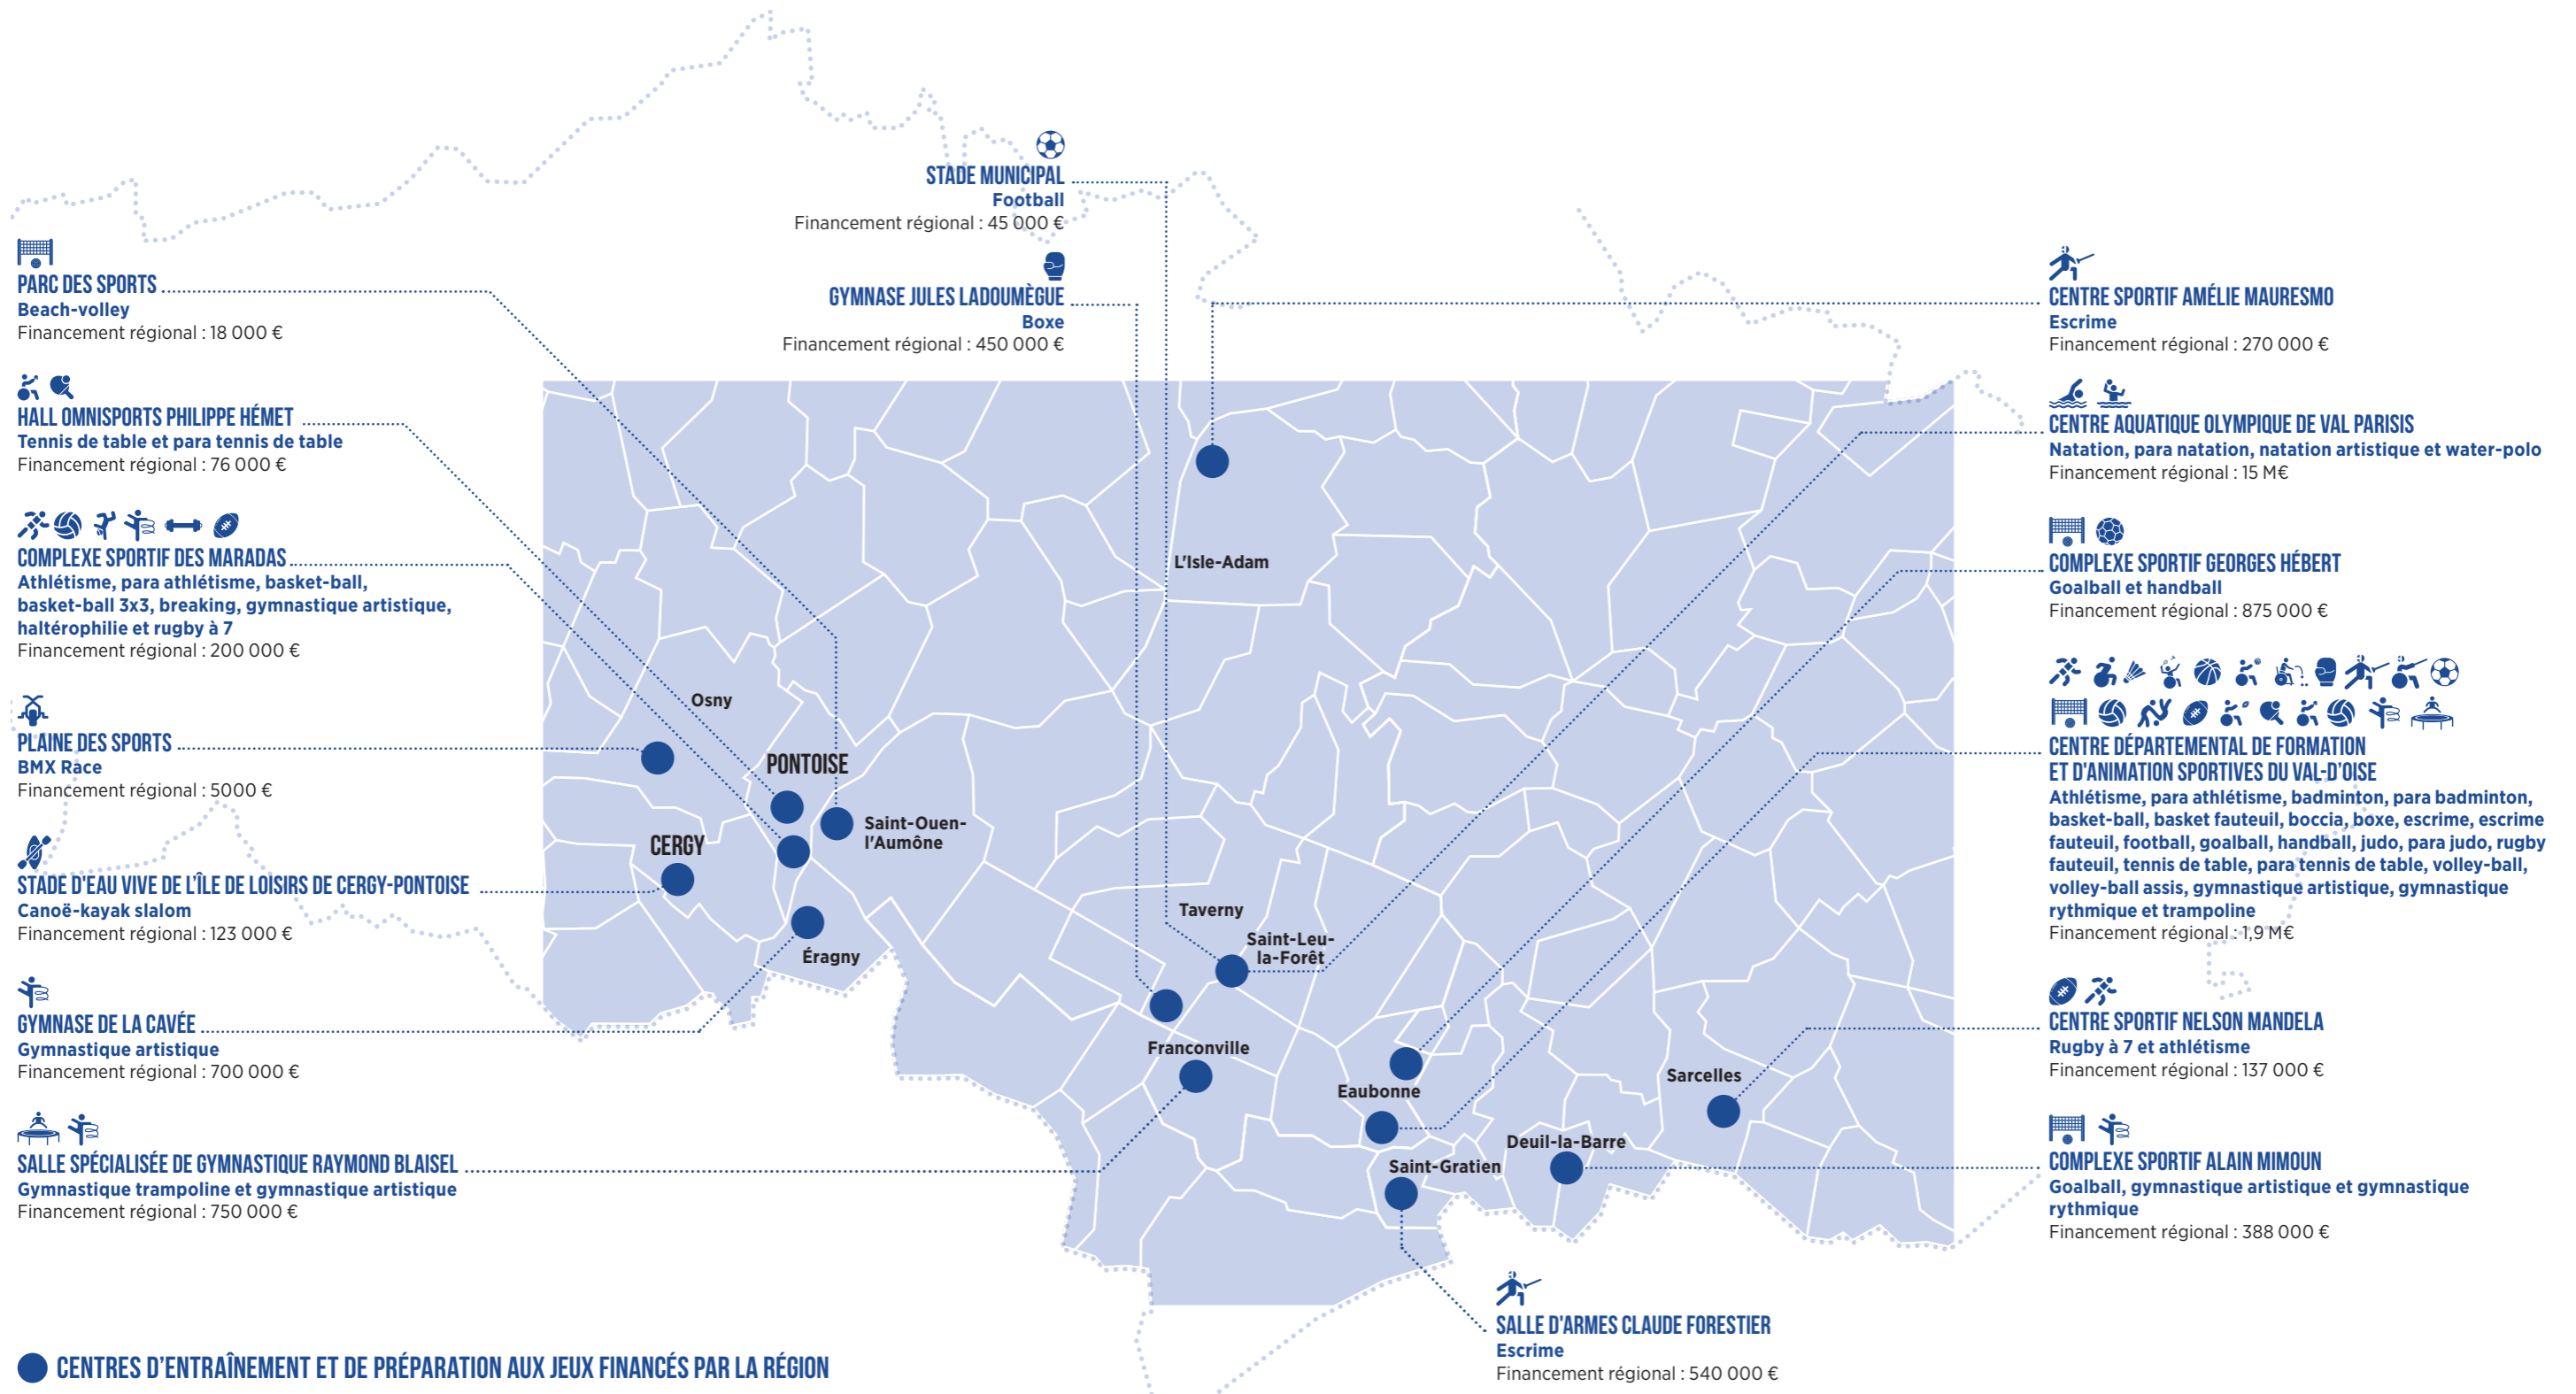 STADE MUNICIPAL
Football
Financement régional : 45 000 €
GYMNASE JULES LADOUMÈGUE
Boxe
Financement régional : 450 000 €
PARC DES SPORTS
Beach-volley
Financement régional : 18 000 €
HALL OMNISPORTS PHILIPPE HÉMET
Tennis de table et para tennis de table
Financement régional : 76 000 €
COMPLEXE SPORTIF DES MARADAS
Athlétisme, para athlétisme, basket-ball,
basket-ball 3x3, breaking, gymnastique artistique,
haltérophilie et rugby à 7
Financement régional : 200 000 €
PLAINE DES SPORTS
BMX Race
Financement régional : 5000 €
STADE D'EAU VIVE DE L'ÎLE DE LOISIRS DE CERGY-PONTOISE
Canoë-kayak slalom
Financement régional : 123 000 €
GYMNASE DE LA CAVÉE
Gymnastique artistique
Financement régional : 700 000 €
SALLE SPÉCIALISÉE DE GYMNASTIQUE RAYMOND BLAISEL
Gymnastique trampoline et gymnastique artistique
Financement régional : 750 000 €
L'Isle-Adam
Osny
PONTOISE
Saint-Ouen-
l'Aumône
CERGY
Éragny
Taverny
Saint-Leu-
la-Forêt
Franconville
Eaubonne
Sarcelles
Deuil-la-Barre
Saint-Gratien
CENTRE SPORTIF AMÉLIE MAURESMO
Escrime
Financement régional : 270 000 €
CENTRE AQUATIQUE OLYMPIQUE DE VAL PARISIS
Natation, para natation, natation artistique et water-polo
Financement régional : 15 M€
COMPLEXE SPORTIF GEORGES HÉBERT
Goalball et handball
Financement régional : 875 000 €
CENTRE DÉPARTEMENTAL DE FORMATION
ET D'ANIMATION SPORTIVES DU VAL-D'OISE
Athlétisme, para athlétisme, badminton, para badminton,
basket-ball, basket fauteuil, boccia, boxe, escrime, escrime
fauteuil, football, goalball, handball, judo, para judo, rugby
fauteuil, tennis de table, para tennis de table, volley-ball,
volley-ball assis, gymnastique artistique, gymnastique
rythmique et trampoline
Financement régional : 1,9 M€
CENTRE SPORTIF NELSON MANDELA
Rugby à 7 et athlétisme
Financement régional : 137 000 €
COMPLEXE SPORTIF ALAIN MIMOUN
Goalball, gymnastique artistique et gymnastique
rythmique
Financement régional : 388 000 €
SALLE D'ARMES CLAUDE FORESTIER
Escrime
Financement régional : 540 000 €
CENTRES D'ENTRAÎNEMENT ET DE PRÉPARATION AUX JEUX FINANCÉS PAR LA RÉGION